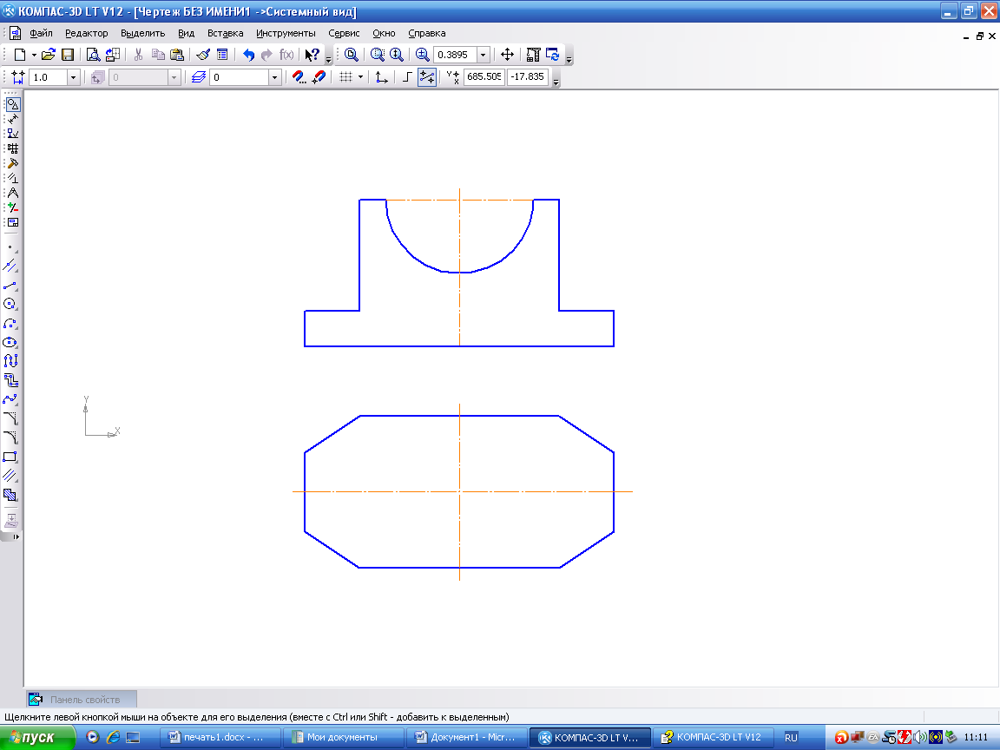 КОМПАС-3D LT V12 - [Чертеж БЕЗ ИМЕНИ1 ->Системный вид]
Файл Редактор Выделить Вид Вставка Инструменты Сервис Окно Справка
0.3895
1.0 0 0 685.505 -17.835
Y
X
Панель свойств
Щелкните левой кнопкой мыши на объекте для его выделения (вместе с Ctrl или Shift - добавить к выделенным)
пуск печать1.docx - ... Мои документы Документ1 - Micr... КОМПАС-3D LT V... КОМПАС-3D LT V12 RU 11:11